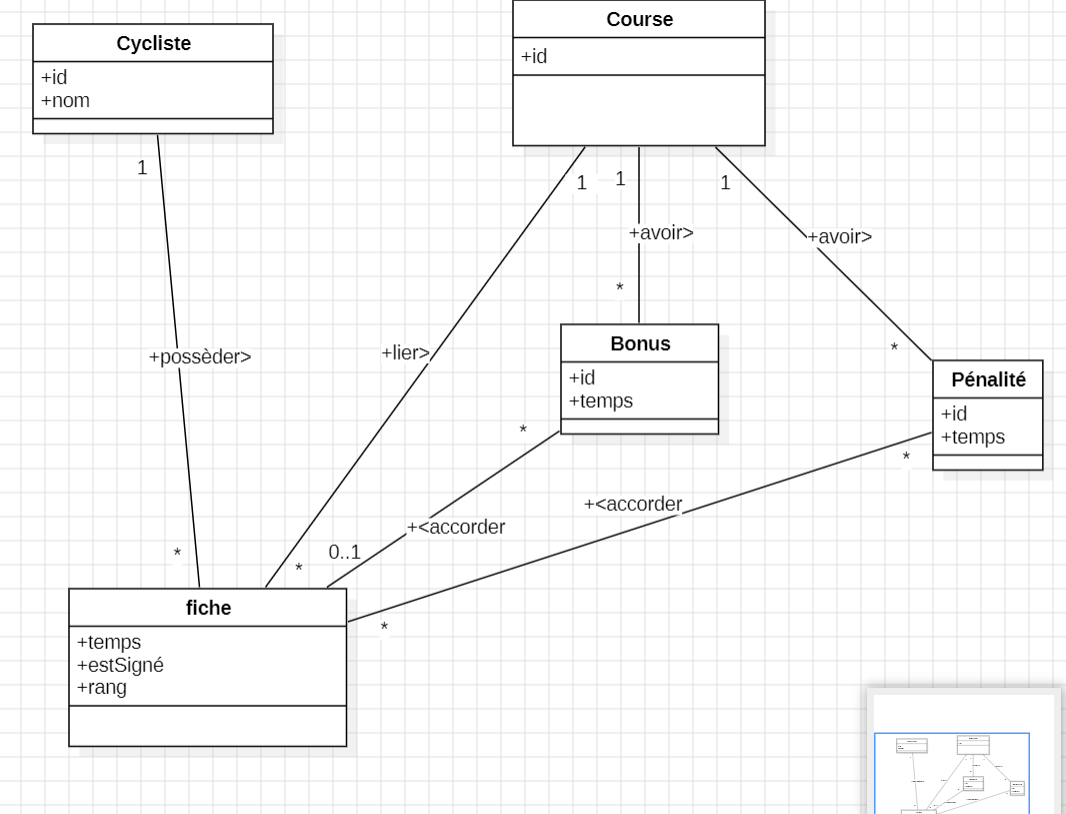 Course
+id
Cycliste
+id
+nom
1
1
1
1
+avoir>
+avoir>
*
*
+possèder>
+lier>
Bonus
+id
+temps
Pénalité
+id
+temps
*
*
+<accorder
+<accorder
0..1
*
*
*
fiche
+temps
+estSigné
+rang